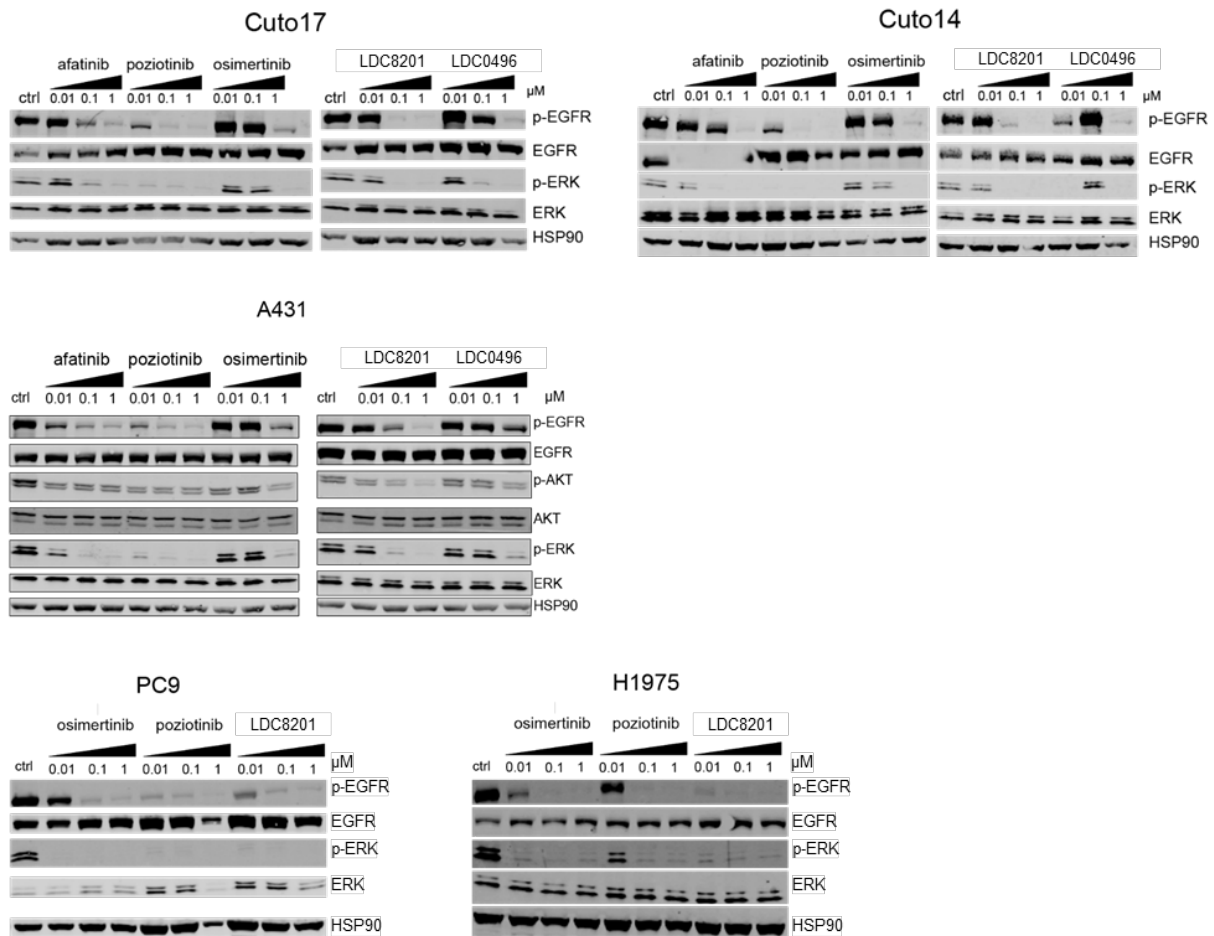 Cuto17
afatinib poziotinib osimertinib LDC8201 LDC0496
ctrl 0.01 0.1 1 0.01 0.1 1 0.01 0.1 1 ctrl 0.01 0.1 1 0.01 0.1 1 µM
p-EGFR
EGFR
p-ERK
ERK
HSP90
Cuto14
afatinib poziotinib osimertinib LDC8201 LDC0496
ctrl 0.01 0.1 1 0.01 0.1 1 0.01 0.1 1 ctrl 0.01 0.1 1 0.01 0.1 1 µM
p-EGFR
EGFR
p-ERK
ERK
HSP90
A431
afatinib poziotinib osimertinib LDC8201 LDC0496
ctrl 0.01 0.1 1 0.01 0.1 1 0.01 0.1 1 ctrl 0.01 0.1 1 0.01 0.1 1 µM
p-EGFR
EGFR
p-AKT
AKT
p-ERK
ERK
HSP90
PC9
osimertinib poziotinib LDC8201
ctrl 0.01 0.1 1 0.01 0.1 1 0.01 0.1 1 µM
p-EGFR
EGFR
p-ERK
ERK
HSP90
H1975
osimertinib poziotinib LDC8201
ctrl 0.01 0.1 1 0.01 0.1 1 0.01 0.1 1 µM
p-EGFR
EGFR
p-ERK
ERK
HSP90